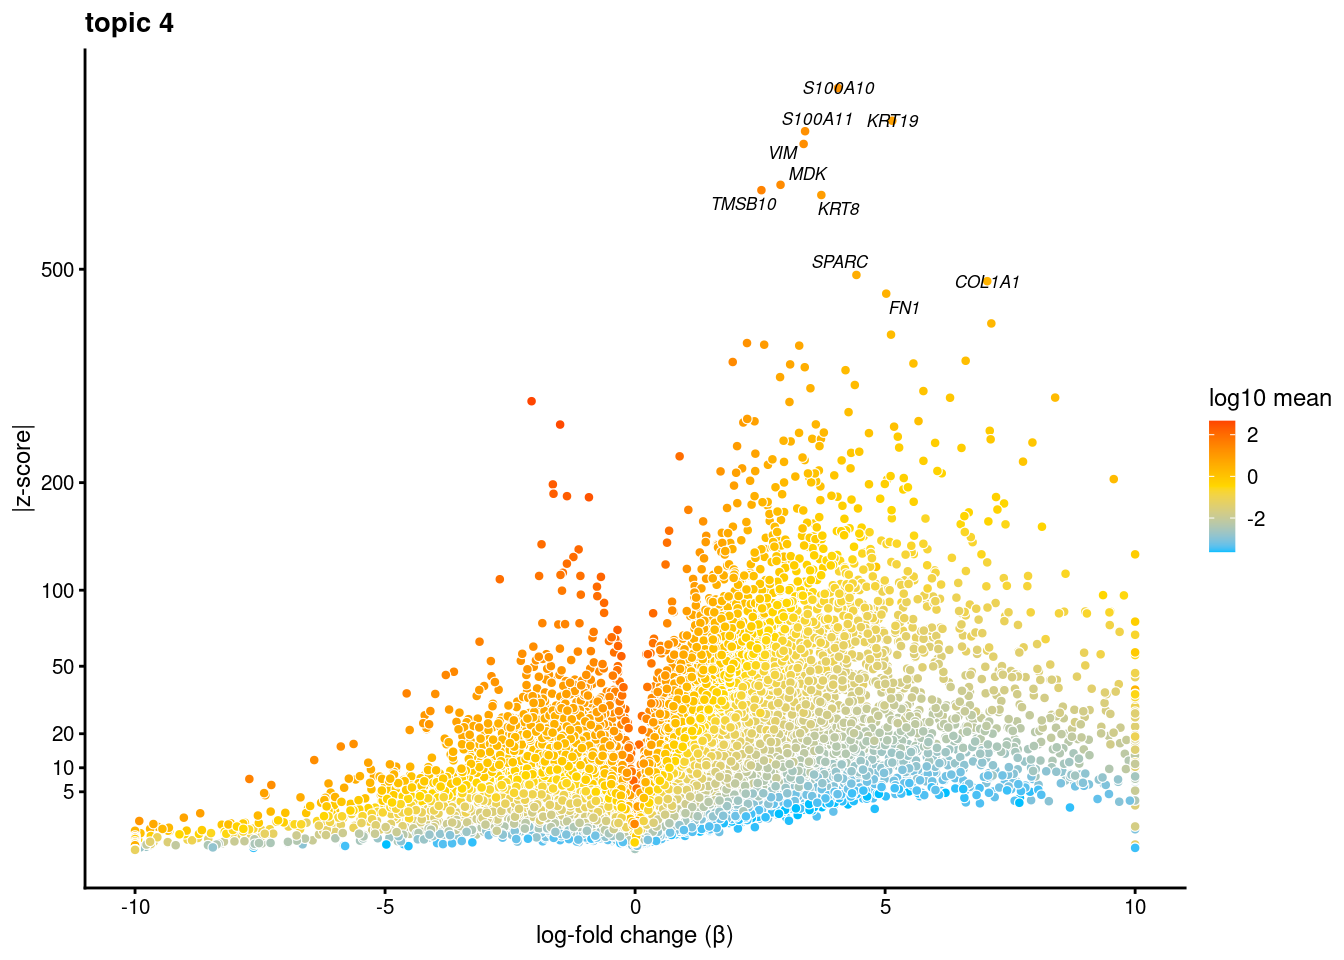 topic 4
S100A10
S100A11
KRT19
VIM
MDK
TMSB10
KRT8
SPARC
COL1A1
FN1
500
200
100
50
20
10
5
|z-score|
-10
-5
0
5
10
log-fold change (β)
log10 mean
2
0
-2